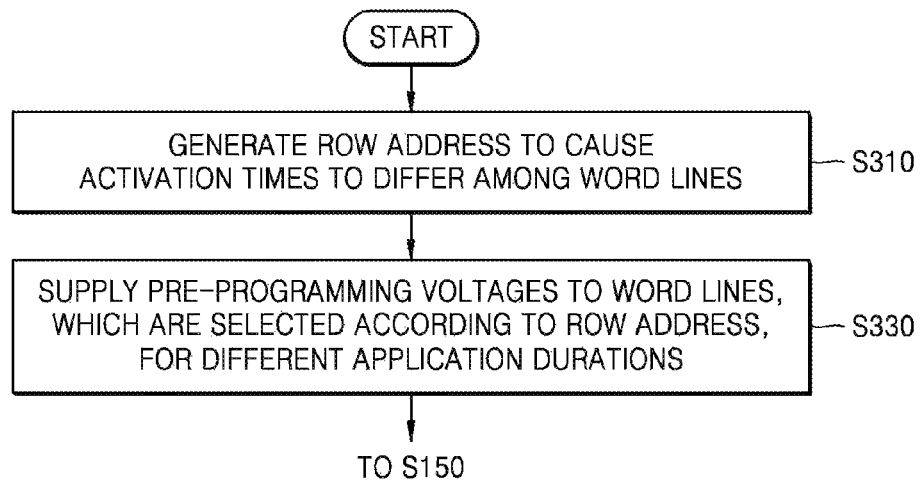 START
GENERATE ROW ADDRESS TO CAUSE
ACTIVATION TIMES TO DIFFER AMONG WORD LINES
S310
SUPPLY PRE-PROGRAMMING VOLTAGES TO WORD LINES,
WHICH ARE SELECTED ACCORDING TO ROW ADDRESS,
FOR DIFFERENT APPLICATION DURATIONS
S330
TO S150